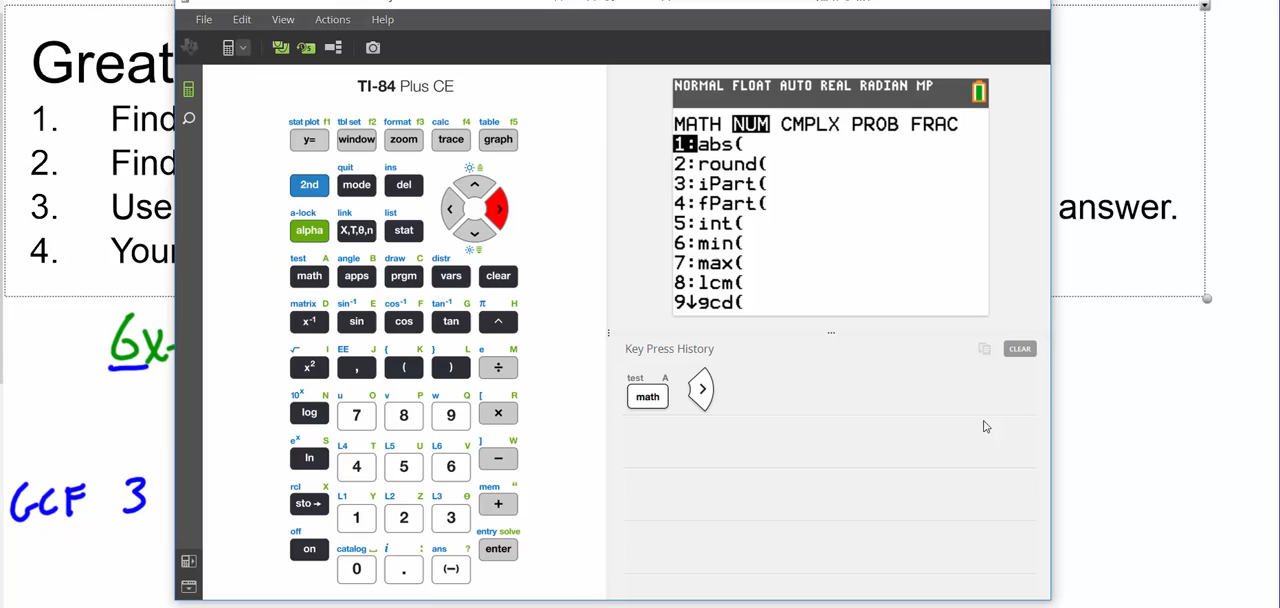 File Edit View Actions Help
Great
1. Find
2. Find
3. Use answer.
4. Your
6x
GCF 3
TI-84 Plus CE
stat plot f1 tbl set f2 format f3 calc f4 table f5
y= window zoom trace graph
quit ins
2nd mode del
a-lock link list
alpha X,T,θ,n stat
test A angle B draw C distr
math apps prgm vars clear
matrix D sin⁻¹ E cos⁻¹ F tan⁻¹ G π H
x⁻¹ sin cos tan ^
√ I EE J { K } L e M
x² , ( ) ÷
10ˣ N u O v P w Q [ R
log 7 8 9 ×
eˣ S L4 T L5 U L6 V ] W
ln 4 5 6 −
rcl X L1 Y L2 Z L3 θ mem "
sto→ 1 2 3 +
off catalog i : ans ? entry solve
on 0 . (−) enter
NORMAL FLOAT AUTO REAL RADIAN MP
MATH NUM CMPLX PROB FRAC
1:abs(
2:round(
3:iPart(
4:fPart(
5:int(
6:min(
7:max(
8:lcm(
9↓gcd(
Key Press History
CLEAR
test A
math >